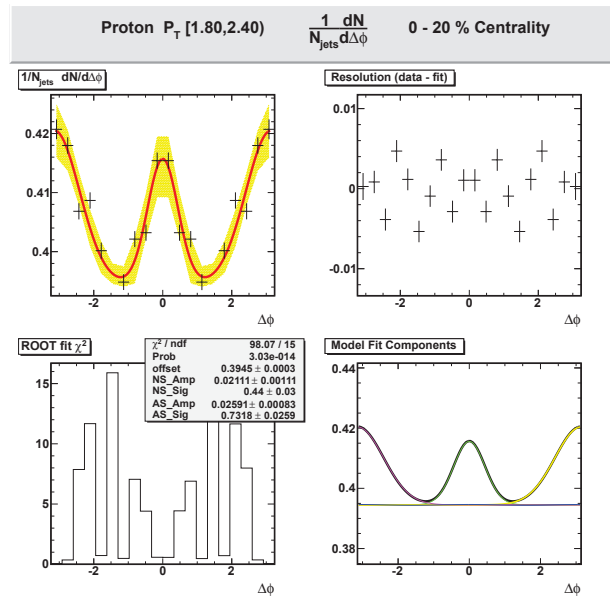 Proton P_T [1.80,2.40) 1 dN / N_jets dΔϕ 0 - 20 % Centrality
1/N_jets dN/dΔϕ
0.42
0.41
0.4
-2 0 2
Δϕ
Resolution (data - fit)
0.01
0
-0.01
-2 0 2
Δϕ
ROOT fit χ²
15
10
5
0
-2 0 2
Δϕ
χ² / ndf 98.07 / 15
Prob 3.03e-014
offset 0.3945 ± 0.0003
NS_Amp 0.02111 ± 0.00111
NS_Sig 0.44 ± 0.03
AS_Amp 0.02591 ± 0.00083
AS_Sig 0.7318 ± 0.0259
Model Fit Components
0.44
0.42
0.4
0.38
-2 0 2
Δϕ